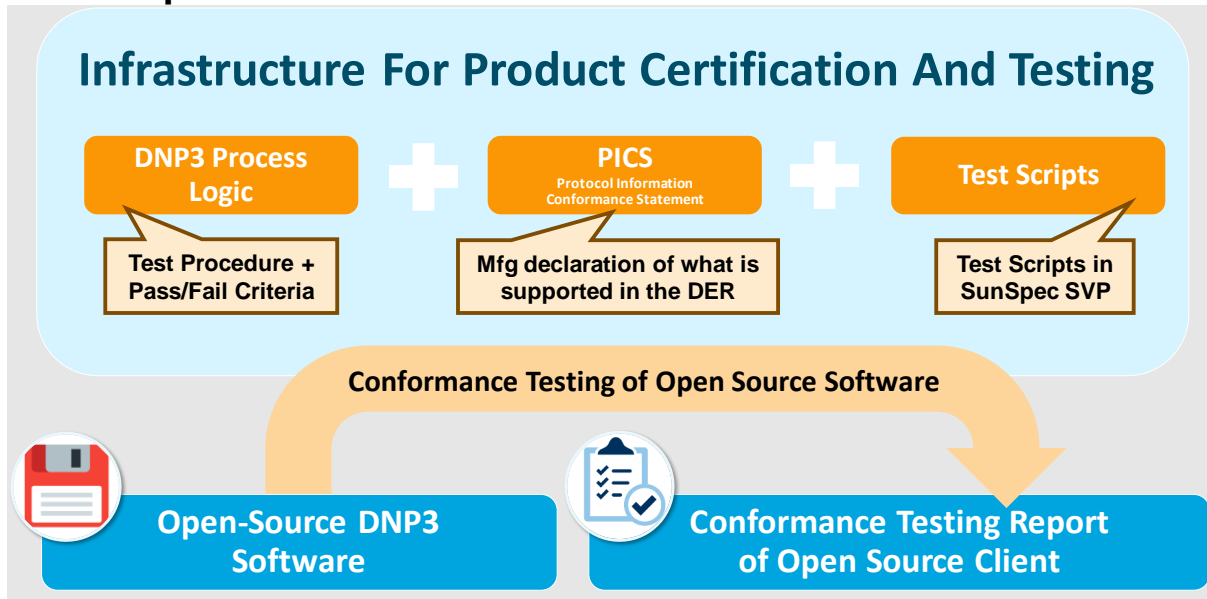 Infrastructure For Product Certification And Testing
DNP3 Process
Logic
PICS
Protocol Information
Conformance Statement
Test Scripts
Test Procedure +
Pass/Fail Criteria
Mfg declaration of what is
supported in the DER
Test Scripts in
SunSpec SVP
Conformance Testing of Open Source Software
Open-Source DNP3
Software
Conformance Testing Report
of Open Source Client